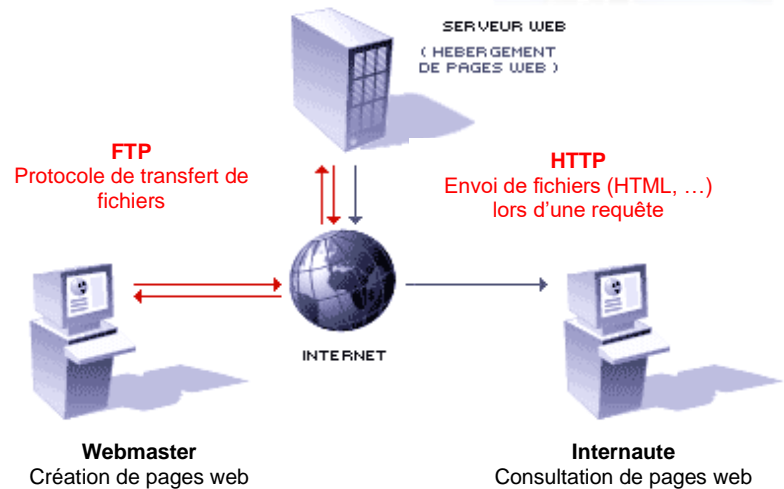 SERVEUR WEB
( HEBERGEMENT
DE PAGES WEB )
FTP
Protocole de transfert de
fichiers
HTTP
Envoi de fichiers (HTML, …)
lors d’une requête
INTERNET
Webmaster
Création de pages web
Internaute
Consultation de pages web